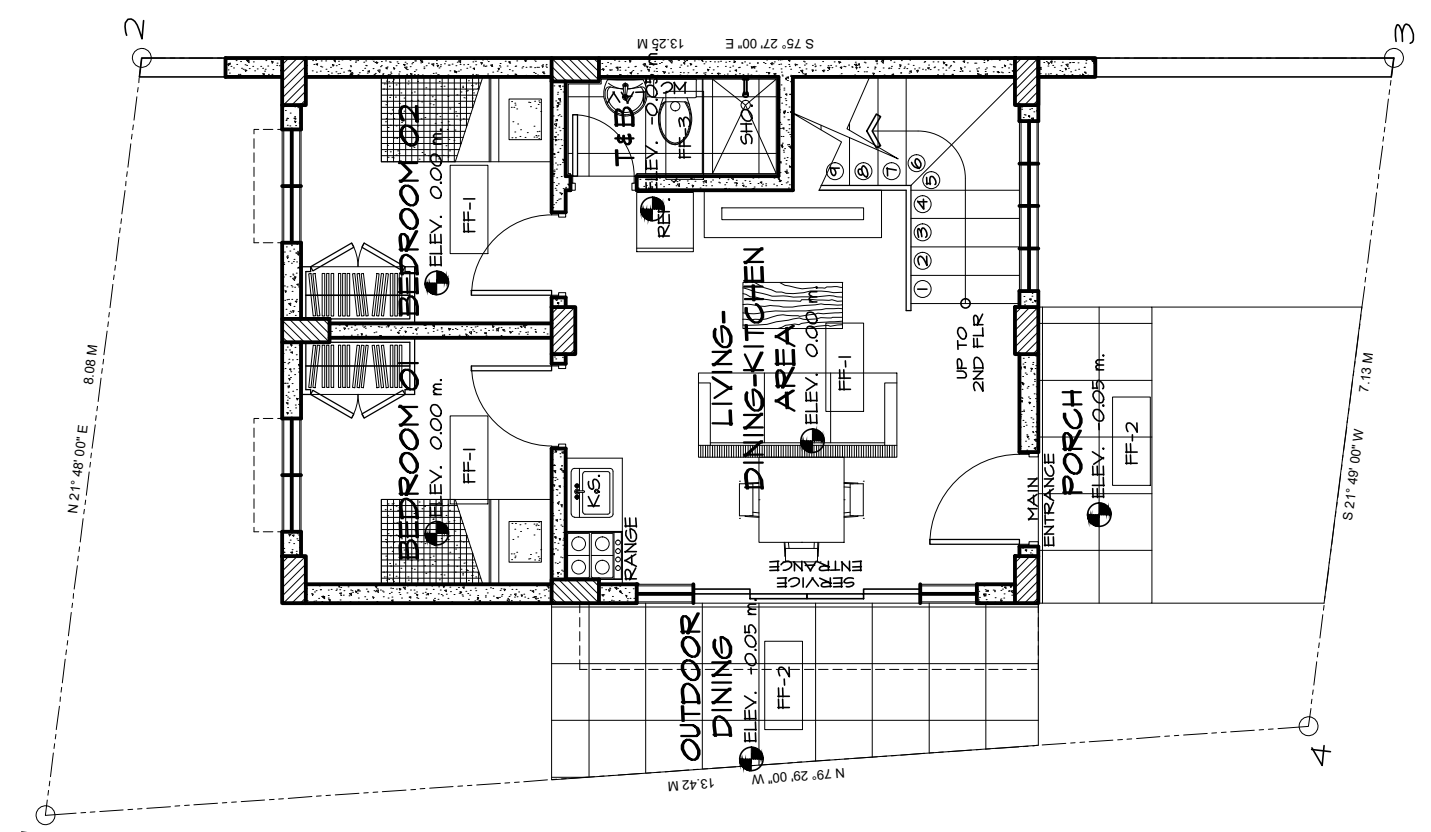 2
3
4
S 75° 27' 00" E
13.25 M
N 21° 48' 00" E
8.08 M
S 21° 49' 00" W
7.13 M
N 79° 29' 00" W
13.42 M
BEDROOM 02
ELEV. 0.00 m.
FF-1
BEDROOM 01
ELEV. 0.00 m.
FF-1
T & B
ELEV. -0.05 m.
FF-3
REF.
9
8
7
6
5
4
3
2
1
UP TO
2ND FLR
LIVING-
DINING-KITCHEN
AREA
ELEV. 0.00 m.
FF-1
K.S.
RANGE
SERVICE
ENTRANCE
MAIN
ENTRANCE
PORCH
ELEV. -0.05 m.
FF-2
OUTDOOR
DINING
ELEV. -0.05 m.
FF-2